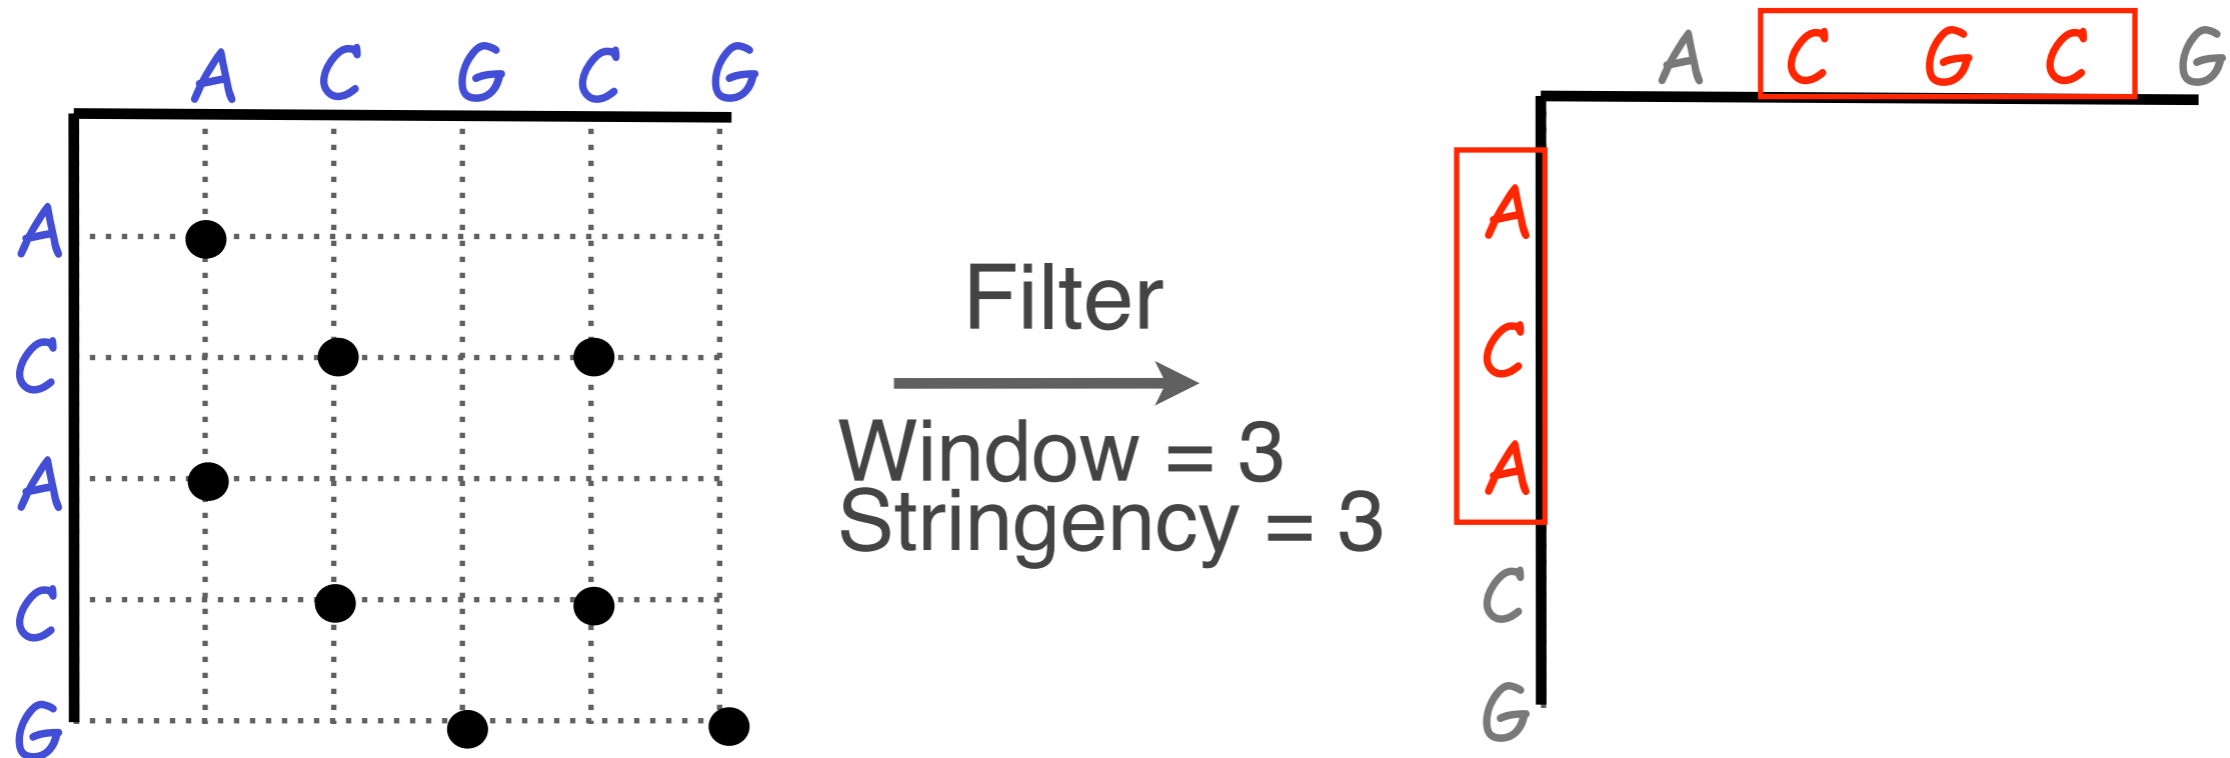 A C G C G
A
C
A
C
G
Filter
Window = 3
Stringency = 3
A C G C G
A
C
A
C
G